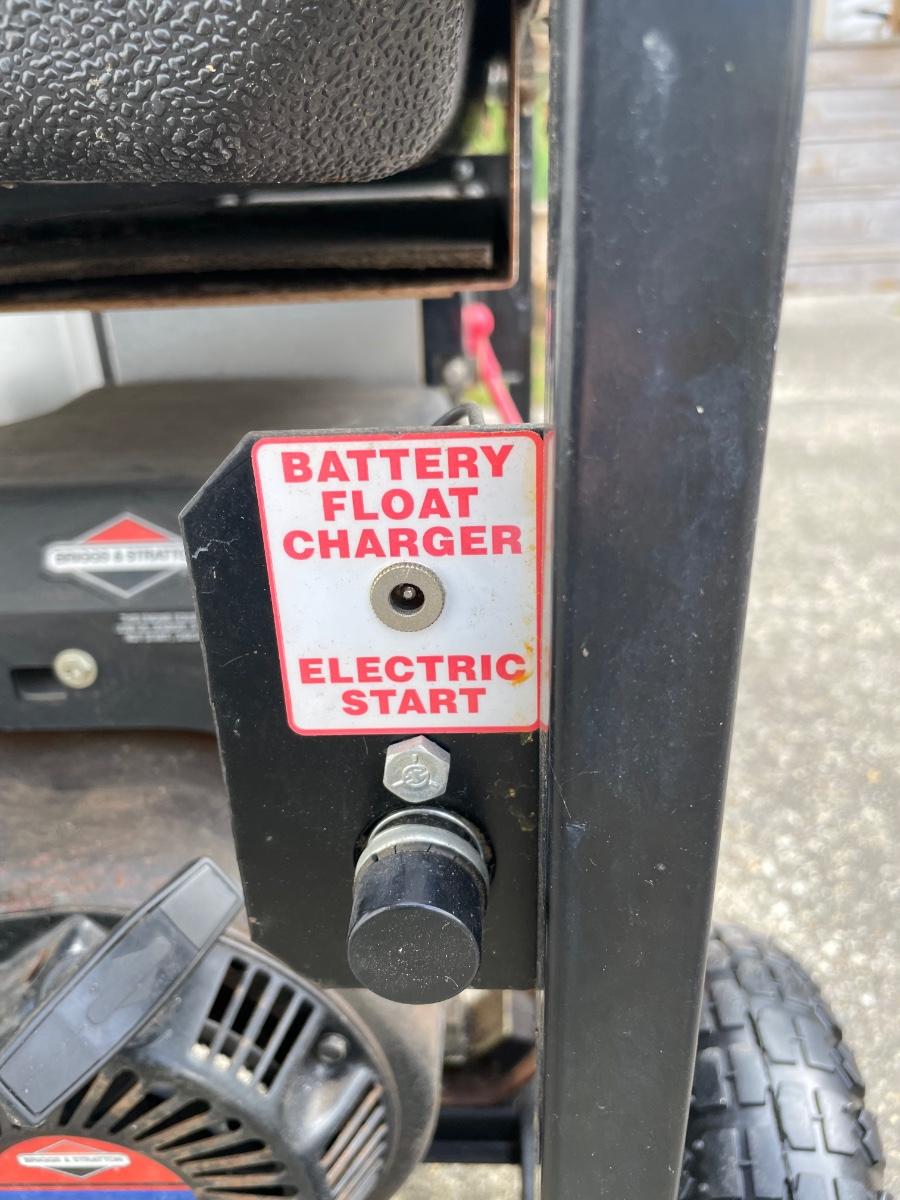 BATTERY
FLOAT
CHARGER
ELECTRIC
START
BRIGGS & STRATTON
BRIGGS & STRATTON